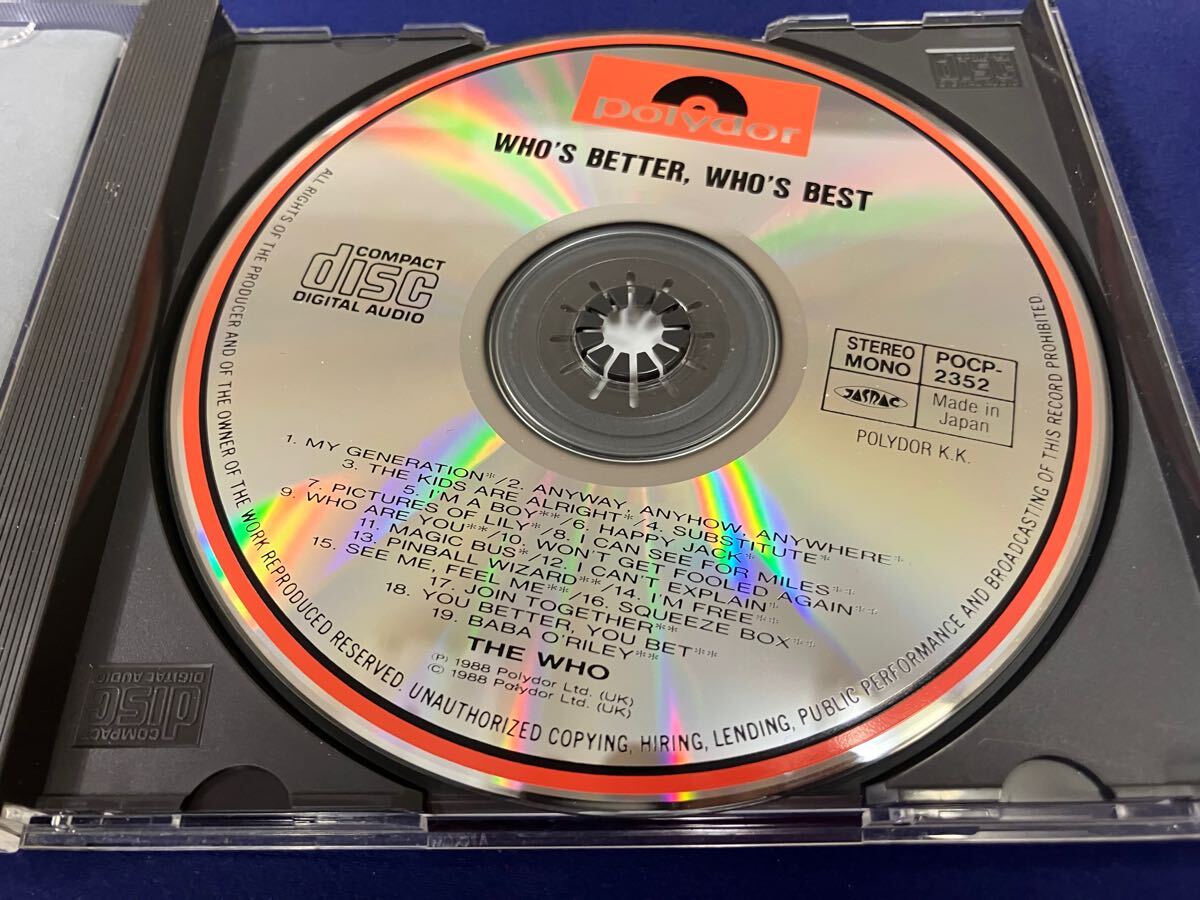 polydor
WHO'S BETTER, WHO'S BEST
COMPACT
disc
DIGITAL AUDIO
STEREO
MONO
POCP-
2352
JASRAC
Made in
Japan
POLYDOR K.K.
1. MY GENERATION*/2. ANYWAY, ANYHOW, ANYWHERE*
3. THE KIDS ARE ALRIGHT*/4. SUBSTITUTE*
5. I'M A BOY**/6. HAPPY JACK*
7. PICTURES OF LILY*/8. I CAN SEE FOR MILES**
9. WHO ARE YOU**/10. WON'T GET FOOLED AGAIN**
11. MAGIC BUS*/12. I CAN'T EXPLAIN*
13. PINBALL WIZARD**/14. I'M FREE**
15. SEE ME, FEEL ME**/16. SQUEEZE BOX**
17. JOIN TOGETHER**
18. YOU BETTER, YOU BET**
19. BABA O'RILEY**
THE WHO
Ⓟ 1988 Polydor Ltd. (UK)
© 1988 Polydor Ltd. (UK)
ALL RIGHTS OF THE PRODUCER AND OF THE OWNER OF THE WORK REPRODUCED RESERVED. UNAUTHORIZED COPYING, HIRING, LENDING, PUBLIC PERFORMANCE AND BROADCASTING OF THIS RECORD PROHIBITED.
COMPACT
disc
DIGITAL AUDIO